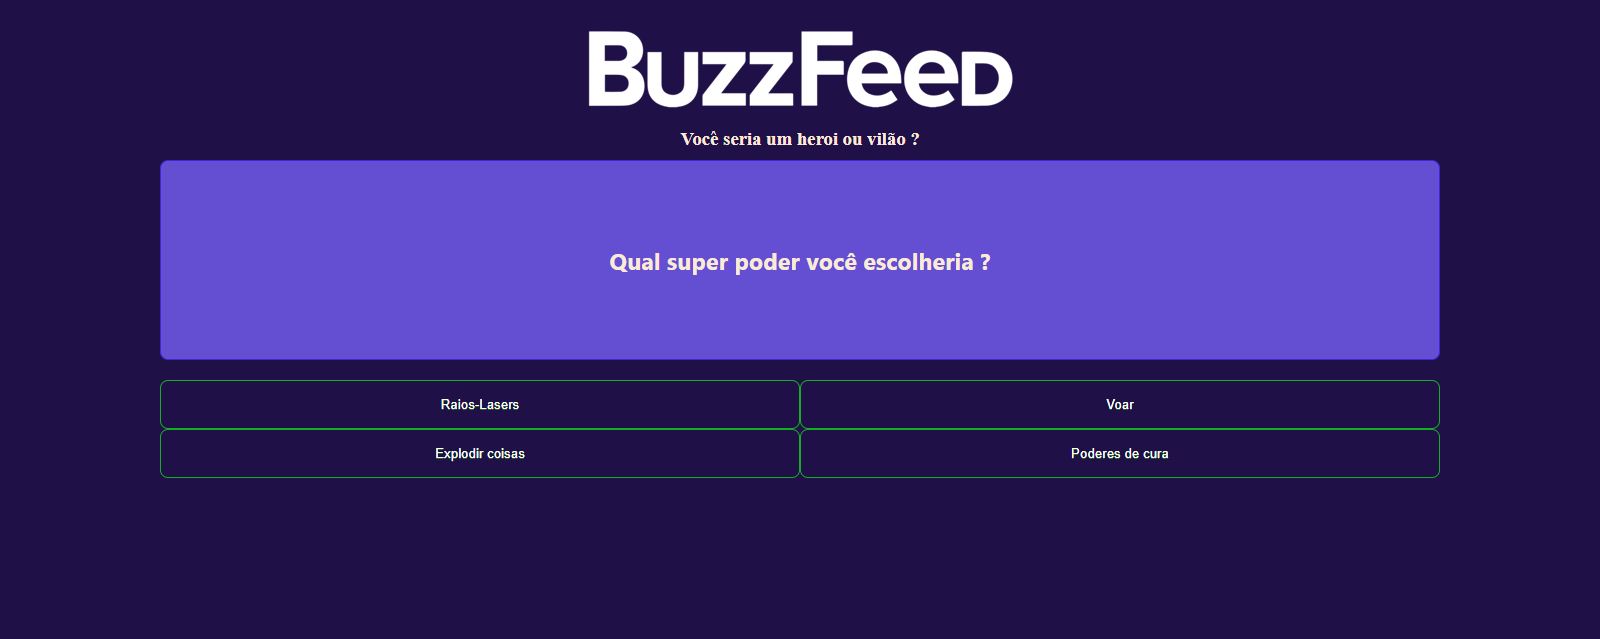 BuzzFeed
Você seria um heroi ou vilão ?
Qual super poder você escolheria ?
Raios-Lasers
Voar
Explodir coisas
Poderes de cura